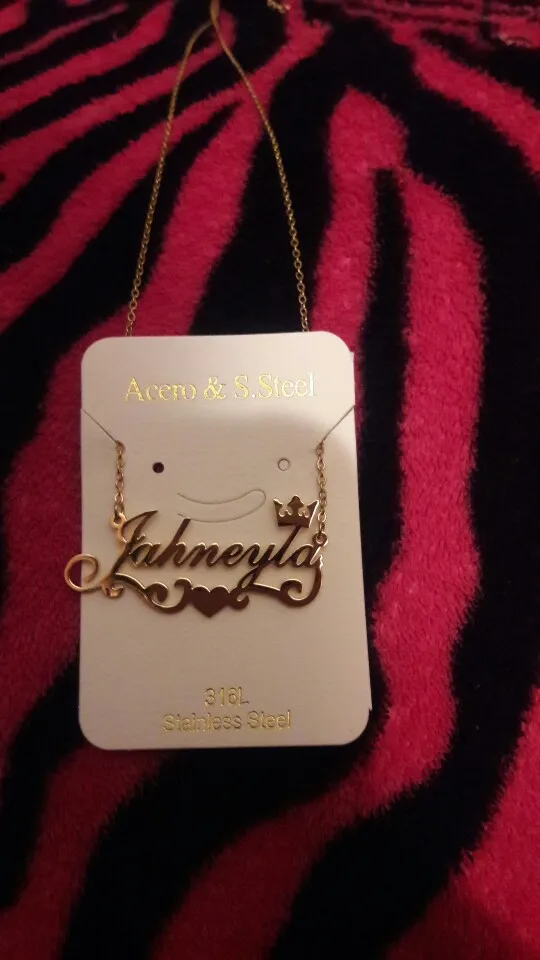 Acero & S.Steel
Jahneyla
316L
Stainless Steel